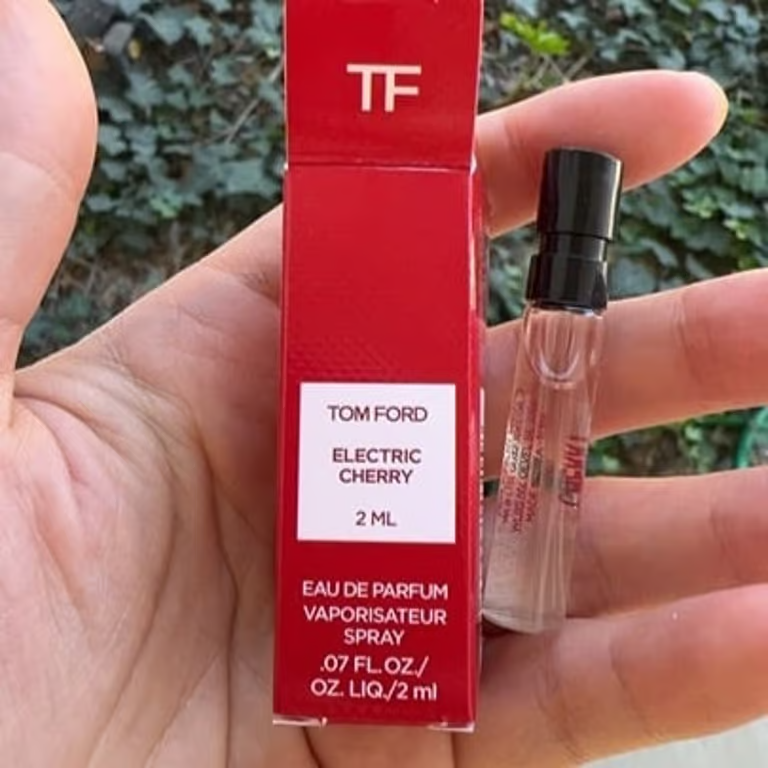 TF
TOM FORD
ELECTRIC
CHERRY
2 ML
EAU DE PARFUM
VAPORISATEUR
SPRAY
.07 FL. OZ./
OZ. LIQ./2 ml